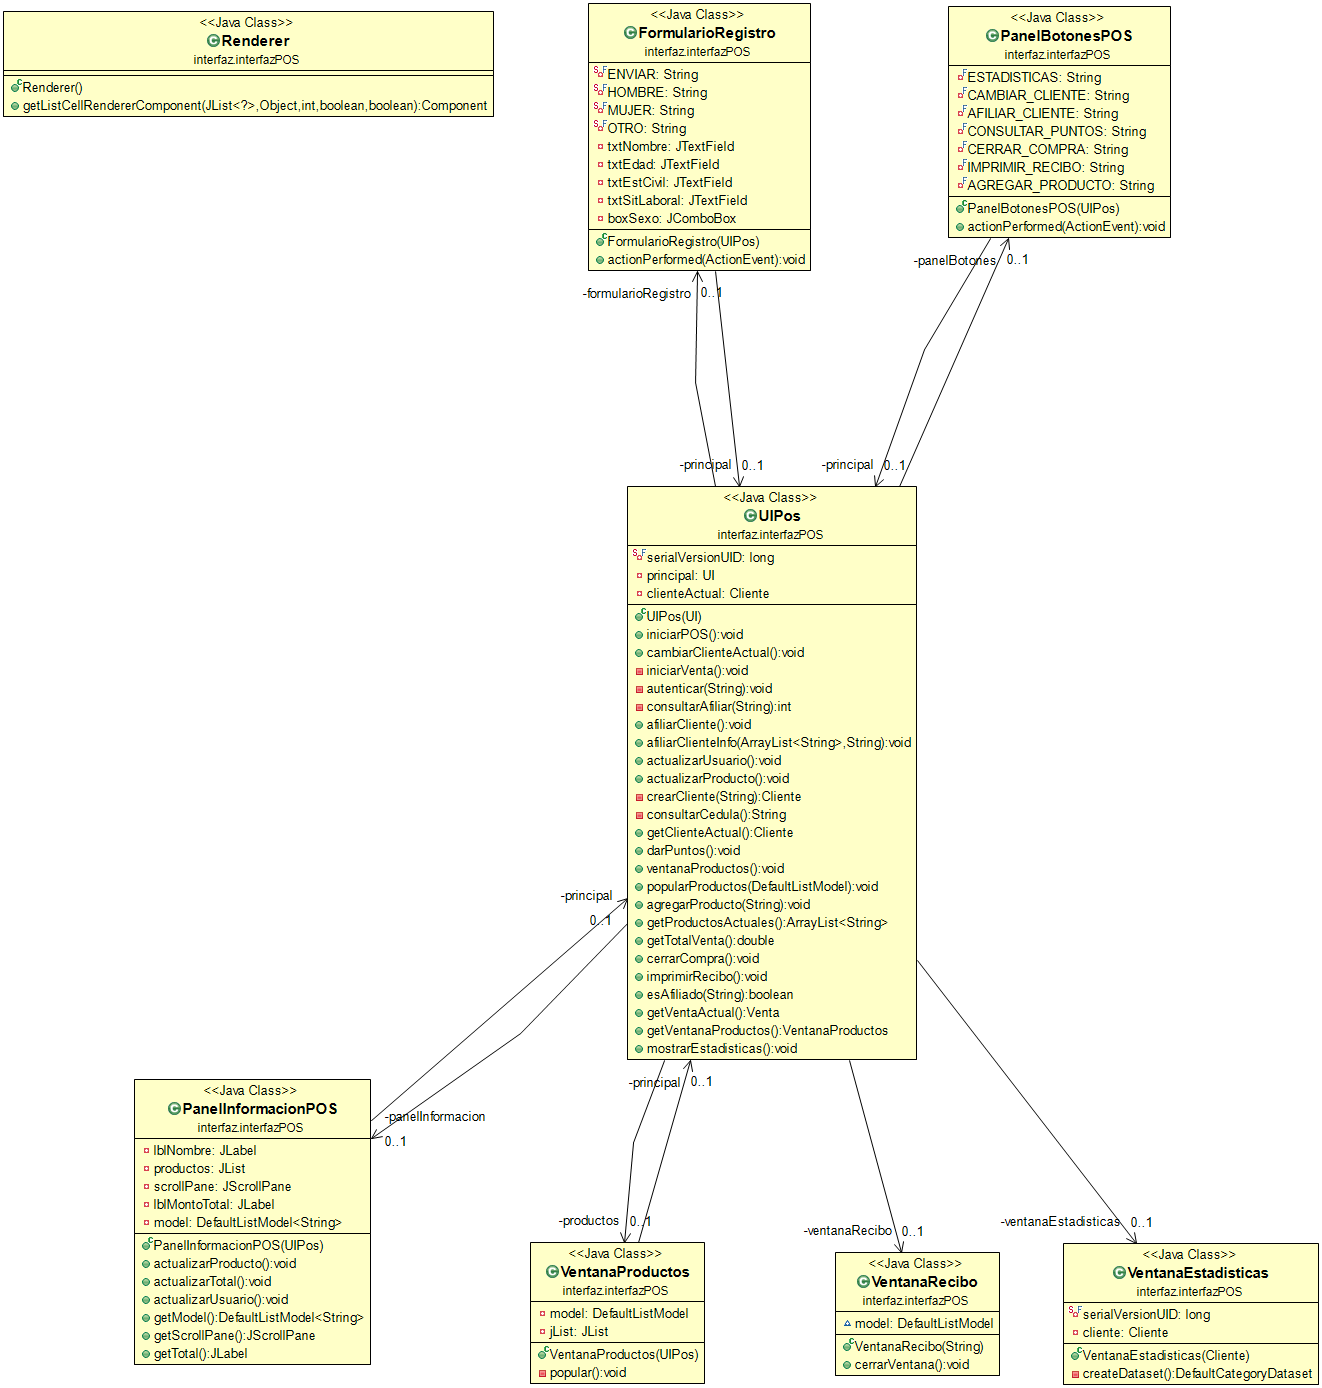 <<Java Class>>
Renderer
interfaz.interfazPOS
Renderer()
getListCellRendererComponent(JList<?>,Object,int,boolean,boolean):Component
<<Java Class>>
FormularioRegistro
interfaz.interfazPOS
ENVIAR: String
HOMBRE: String
MUJER: String
OTRO: String
txtNombre: JTextField
txtEdad: JTextField
txtEstCivil: JTextField
txtSitLaboral: JTextField
boxSexo: JComboBox
FormularioRegistro(UIPos)
actionPerformed(ActionEvent):void
<<Java Class>>
PanelBotonesPOS
interfaz.interfazPOS
ESTADISTICAS: String
CAMBIAR_CLIENTE: String
AFILIAR_CLIENTE: String
CONSULTAR_PUNTOS: String
CERRAR_COMPRA: String
IMPRIMIR_RECIBO: String
AGREGAR_PRODUCTO: String
PanelBotonesPOS(UIPos)
actionPerformed(ActionEvent):void
-panelBotones 0..1
-formularioRegistro 0..1
-principal 0..1
-principal 0..1
<<Java Class>>
UIPos
interfaz.interfazPOS
serialVersionUID: long
principal: UI
clienteActual: Cliente
UIPos(UI)
iniciarPOS():void
cambiarClienteActual():void
iniciarVenta():void
autenticar(String):void
consultarAfiliar(String):int
afiliarCliente():void
afiliarClienteInfo(ArrayList<String>,String):void
actualizarUsuario():void
actualizarProducto():void
crearCliente(String):Cliente
consultarCedula():String
getClienteActual():Cliente
darPuntos():void
ventanaProductos():void
popularProductos(DefaultListModel):void
agregarProducto(String):void
getProductosActuales():ArrayList<String>
getTotalVenta():double
cerrarCompra():void
imprimirRecibo():void
esAfiliado(String):boolean
getVentaActual():Venta
getVentanaProductos():VentanaProductos
mostrarEstadisticas():void
-principal
0..1
-principal 0..1
-panelInformacion
0..1
<<Java Class>>
PanelInformacionPOS
interfaz.interfazPOS
lblNombre: JLabel
productos: JList
scrollPane: JScrollPane
lblMontoTotal: JLabel
model: DefaultListModel<String>
PanelInformacionPOS(UIPos)
actualizarProducto():void
actualizarTotal():void
actualizarUsuario():void
getModel():DefaultListModel<String>
getScrollPane():JScrollPane
getTotal():JLabel
-productos 0..1
<<Java Class>>
VentanaProductos
interfaz.interfazPOS
model: DefaultListModel
jList: JList
VentanaProductos(UIPos)
popular():void
-ventanaRecibo 0..1
<<Java Class>>
VentanaRecibo
interfaz.interfazPOS
model: DefaultListModel
VentanaRecibo(String)
cerrarVentana():void
-ventanaEstadisticas 0..1
<<Java Class>>
VentanaEstadisticas
interfaz.interfazPOS
serialVersionUID: long
cliente: Cliente
VentanaEstadisticas(Cliente)
createDataset():DefaultCategoryDataset